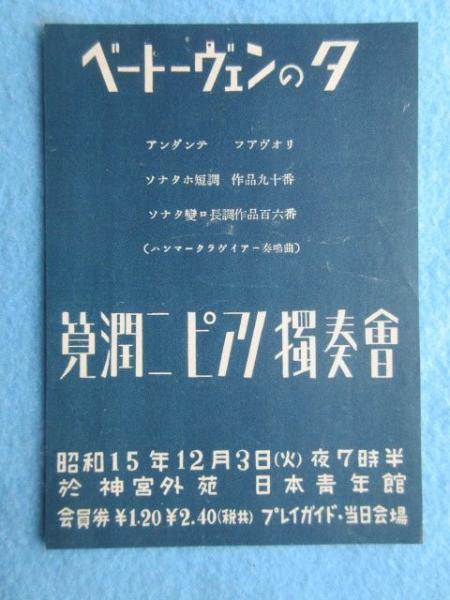 ベートーヴェンの夕
アンダンテ フアヴオリ
ソナタホ短調 作品九十番
ソナタ變ロ長調作品百六番
(ハンマークラヴイアー奏鳴曲)
筧潤二ピアノ獨奏會
昭和15年12月3日(火)夜7時半
於 神宮外苑 日本青年館
会員券¥1.20¥2.40(税共) プレイガイド・当日会場